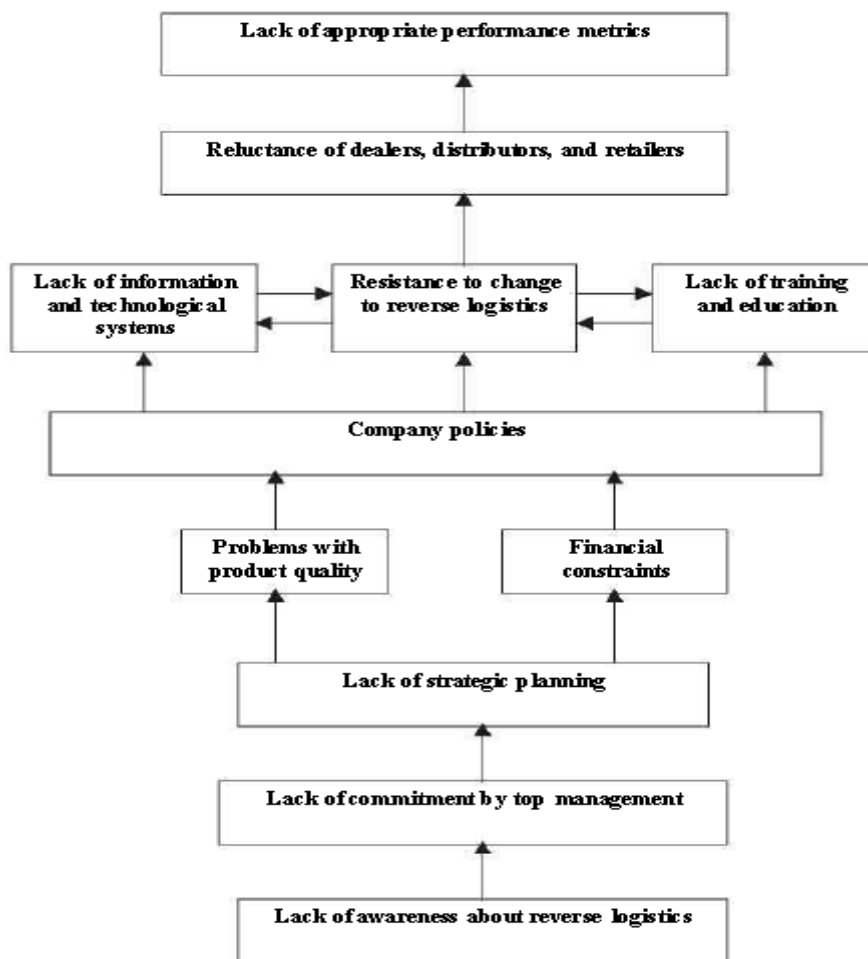 Lack of appropriate performance metrics
Reluctance of dealers, distributors, and retailers
Lack of information
and technological
systems
Resistance to change
to reverse logistics
Lack of training
and education
Company policies
Problems with
product quality
Financial
constraints
Lack of strategic planning
Lack of commitment by top management
Lack of awareness about reverse logistics